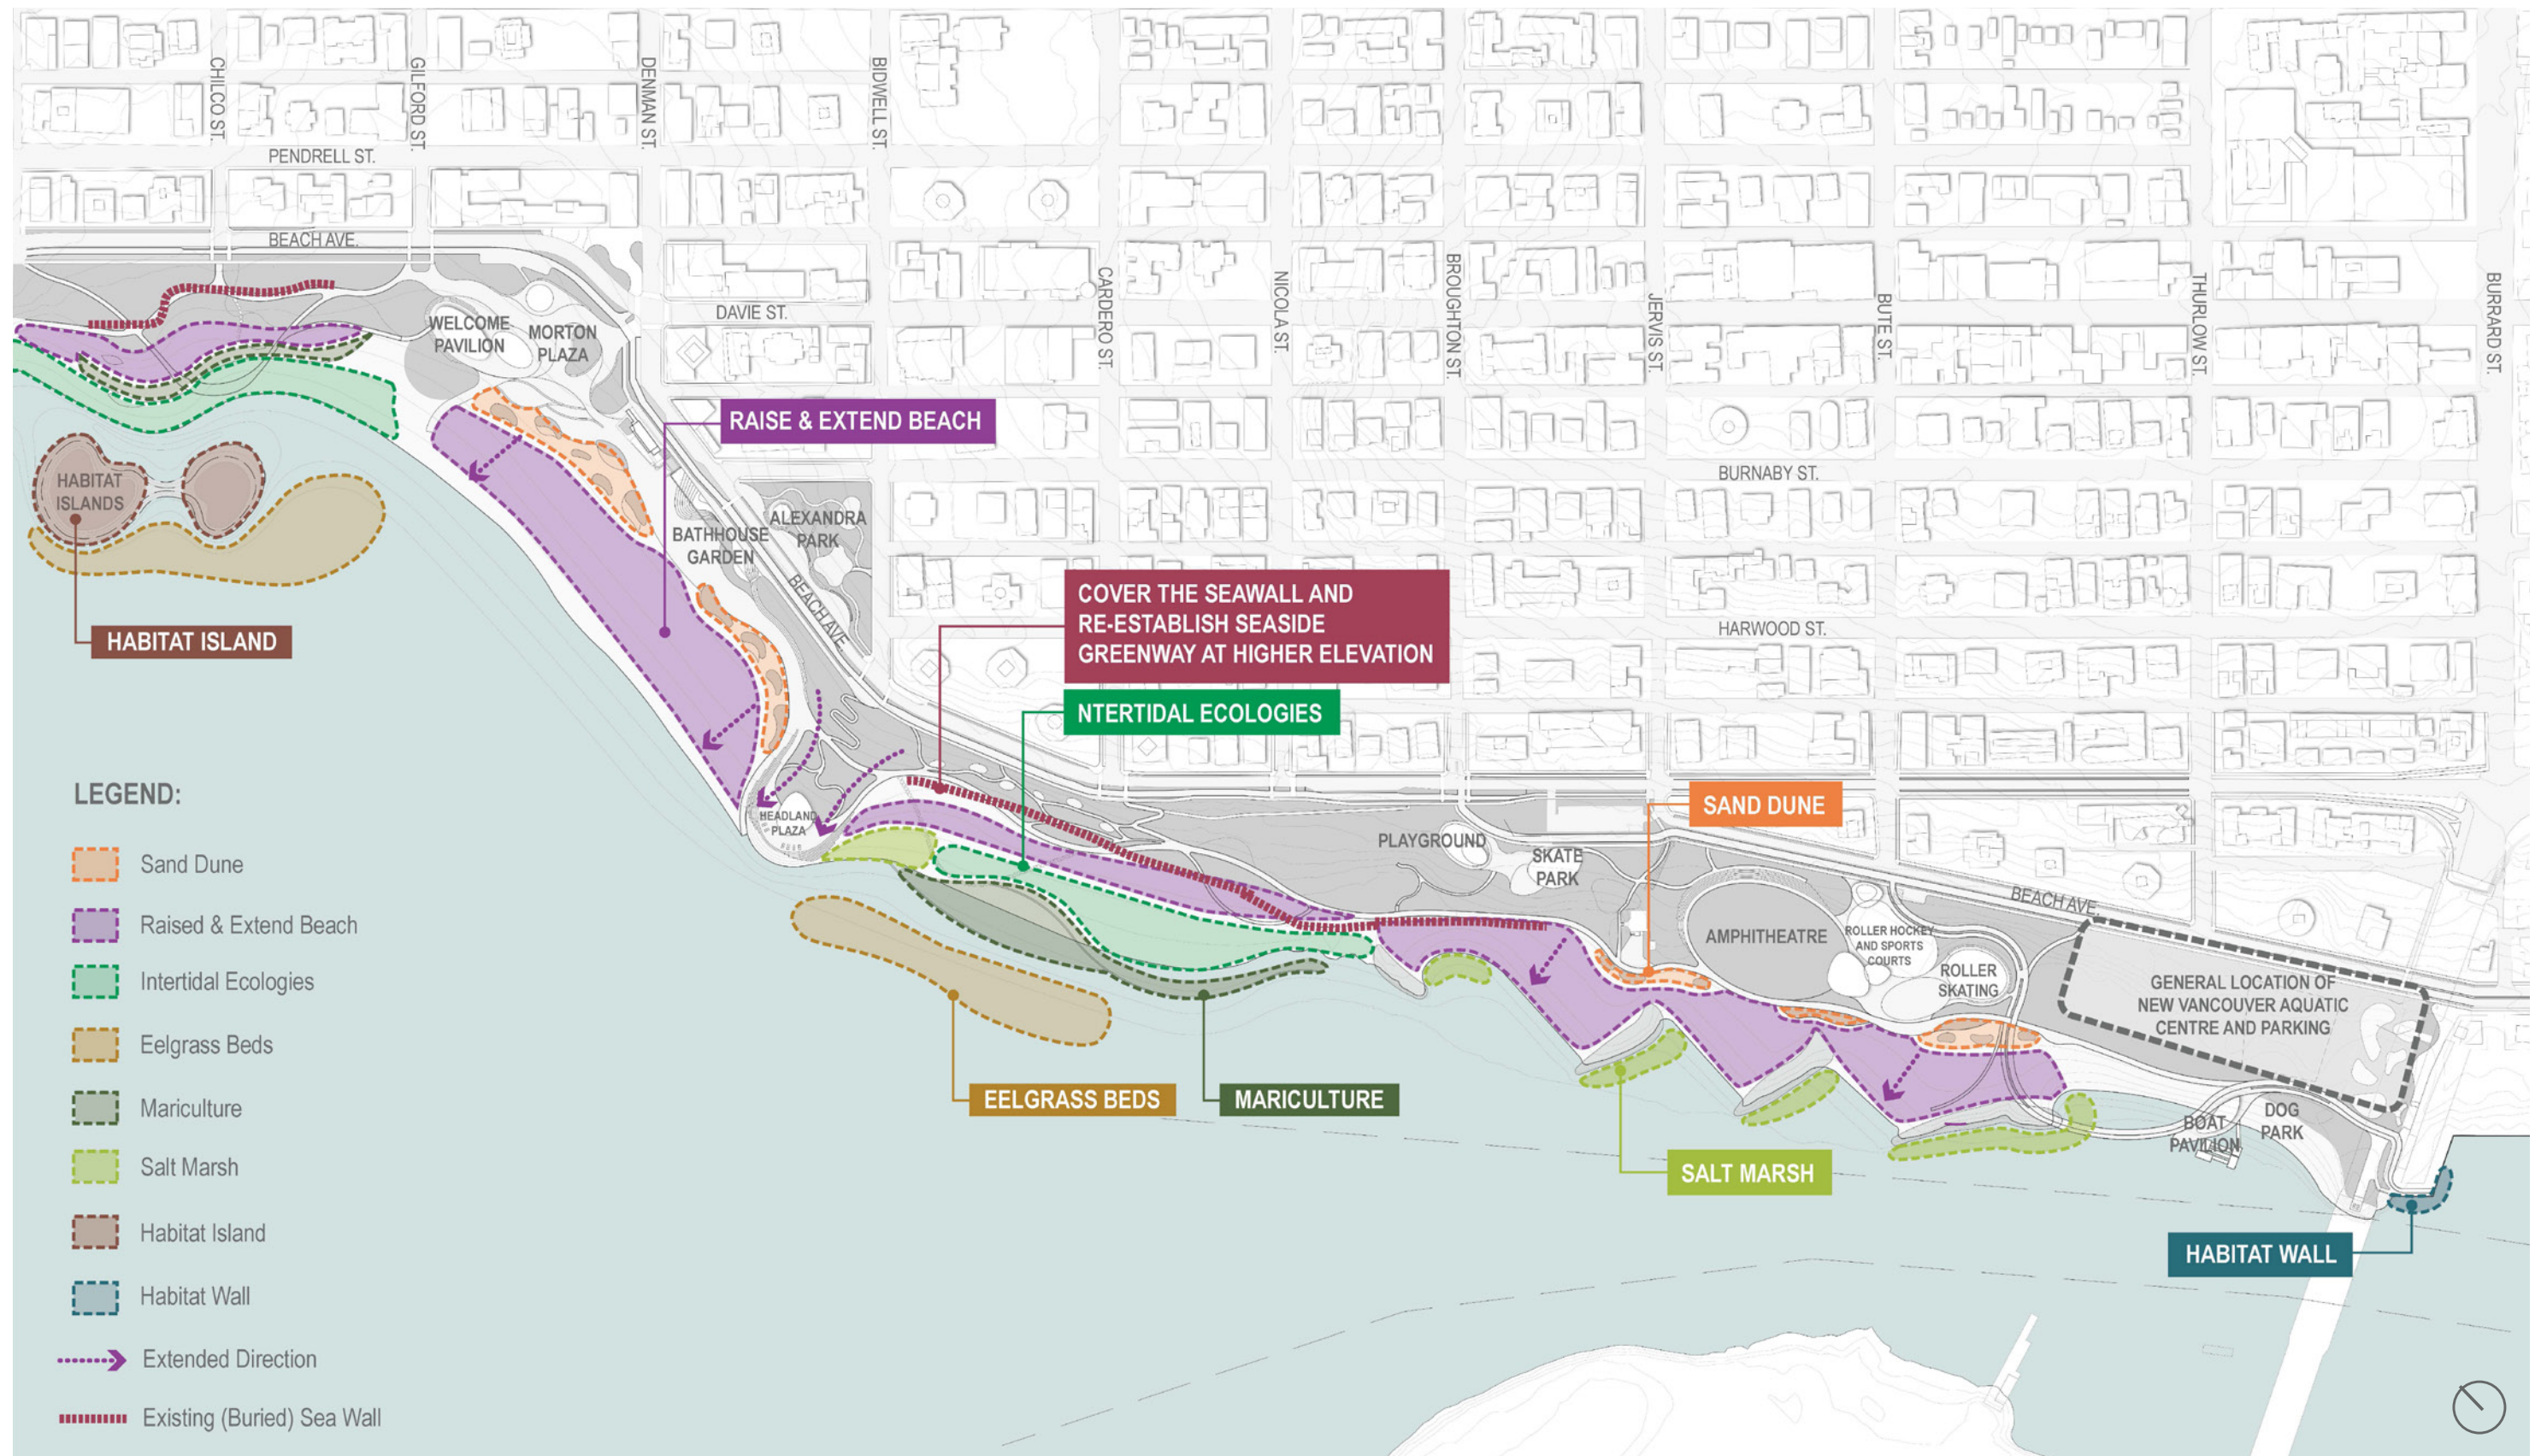 CHILCO ST.
GILFORD ST.
DENMAN ST.
BIDWELL ST.
PENDRELL ST.
BEACH AVE.
DAVIE ST.
CARDERO ST.
NICOLA ST.
BROUGHTON ST.
JERVIS ST.
BUTE ST.
THURLOW ST.
BURRARD ST.
WELCOME
PAVILION
MORTON
PLAZA
RAISE & EXTEND BEACH
BURNABY ST.
HABITAT
ISLANDS
BATHHOUSE
GARDEN
ALEXANDRA
PARK
BEACH AVE.
HABITAT ISLAND
COVER THE SEAWALL AND
RE-ESTABLISH SEASIDE
GREENWAY AT HIGHER ELEVATION
HARWOOD ST.
NTERTIDAL ECOLOGIES
HEADLAND
PLAZA
SAND DUNE
PLAYGROUND
SKATE
PARK
AMPHITHEATRE
ROLLER HOCKEY
AND SPORTS
COURTS
ROLLER
SKATING
BEACH AVE.
GENERAL LOCATION OF
NEW VANCOUVER AQUATIC
CENTRE AND PARKING
EELGRASS BEDS
MARICULTURE
SALT MARSH
BOAT
PAVILION
DOG
PARK
HABITAT WALL
LEGEND:
Sand Dune
Raised & Extend Beach
Intertidal Ecologies
Eelgrass Beds
Mariculture
Salt Marsh
Habitat Island
Habitat Wall
Extended Direction
Existing (Buried) Sea Wall